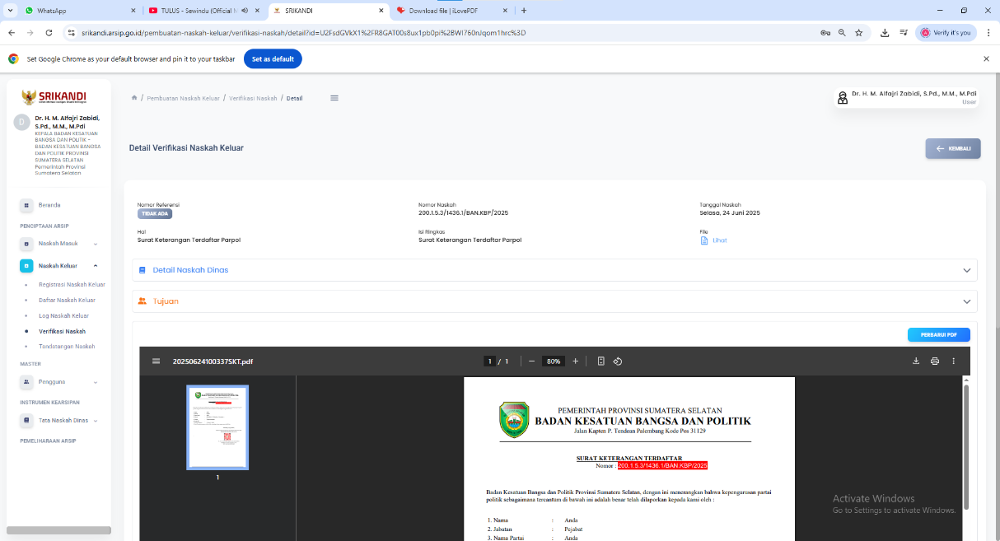 WhatsApp
TULUS - Sewindu (Official M
SRIKANDI
Download file | iLovePDF
srikandi.arsip.go.id/pembuatan-naskah-keluar/verifikasi-naskah/detail?id=U2FsdGVkX1%2FR8GAT00s8ux1pb0pi%2BWI760nJqom1hrc%3D
Verify it's you
Set Google Chrome as your default browser and pin it to your taskbar
Set as default
SRIKANDI
D
Dr. H. M. Alfajri Zabidi,
S.Pd., M.M., M.Pdi
KEPALA BADAN KESATUAN
BANGSA DAN POLITIK -
BADAN KESATUAN BANGSA
DAN POLITIK PROVINSI
SUMATERA SELATAN
Pemerintah Provinsi
Sumatera Selatan
Beranda
PENCIPTAAN ARSIP
Naskah Masuk
Naskah Keluar
Registrasi Naskah Keluar
Daftar Naskah Keluar
Log Naskah Keluar
Verifikasi Naskah
Tandatangan Naskah
MASTER
Pengguna
INSTRUMEN KEARSIPAN
Tata Naskah Dinas
PEMELIHARAAN ARSIP
/ Pembuatan Naskah Keluar / Verifikasi Naskah / Detail
Dr. H. M. Alfajri Zabidi, S.Pd., M.M., M.Pdi
User
Detail Verifikasi Naskah Keluar
KEMBALI
Nomor Referensi
TIDAK ADA
Nomor Naskah
200.1.5.3/1436.1/BAN.KBP/2025
Tanggal Naskah
Selasa, 24 Juni 2025
Hal
Surat Keterangan Terdaftar Parpol
Isi Ringkas
Surat Keterangan Terdaftar Parpol
File
Lihat
Detail Naskah Dinas
Tujuan
PERBARUI PDF
20250624100337SKT.pdf
1 / 1
80%
1
PEMERINTAH PROVINSI SUMATERA SELATAN
BADAN KESATUAN BANGSA DAN POLITIK
Jalan Kapten P. Tendean Palembang Kode Pos 31129
SURAT KETERANGAN TERDAFTAR
Nomor : 200.1.5.3/1436.1/BAN.KBP/2025
Badan Kesatuan Bangsa dan Politik Provinsi Sumatera Selatan, dengan ini menerangkan bahwa kepengurusan partai
politik sebagaimana tercantum di bawah ini adalah benar telah dilaporkan kepada kami oleh :
1. Nama : Anda
2. Jabatan : Pejabat
3. Nama Partai : Anda
Activate Windows
Go to Settings to activate Windows.